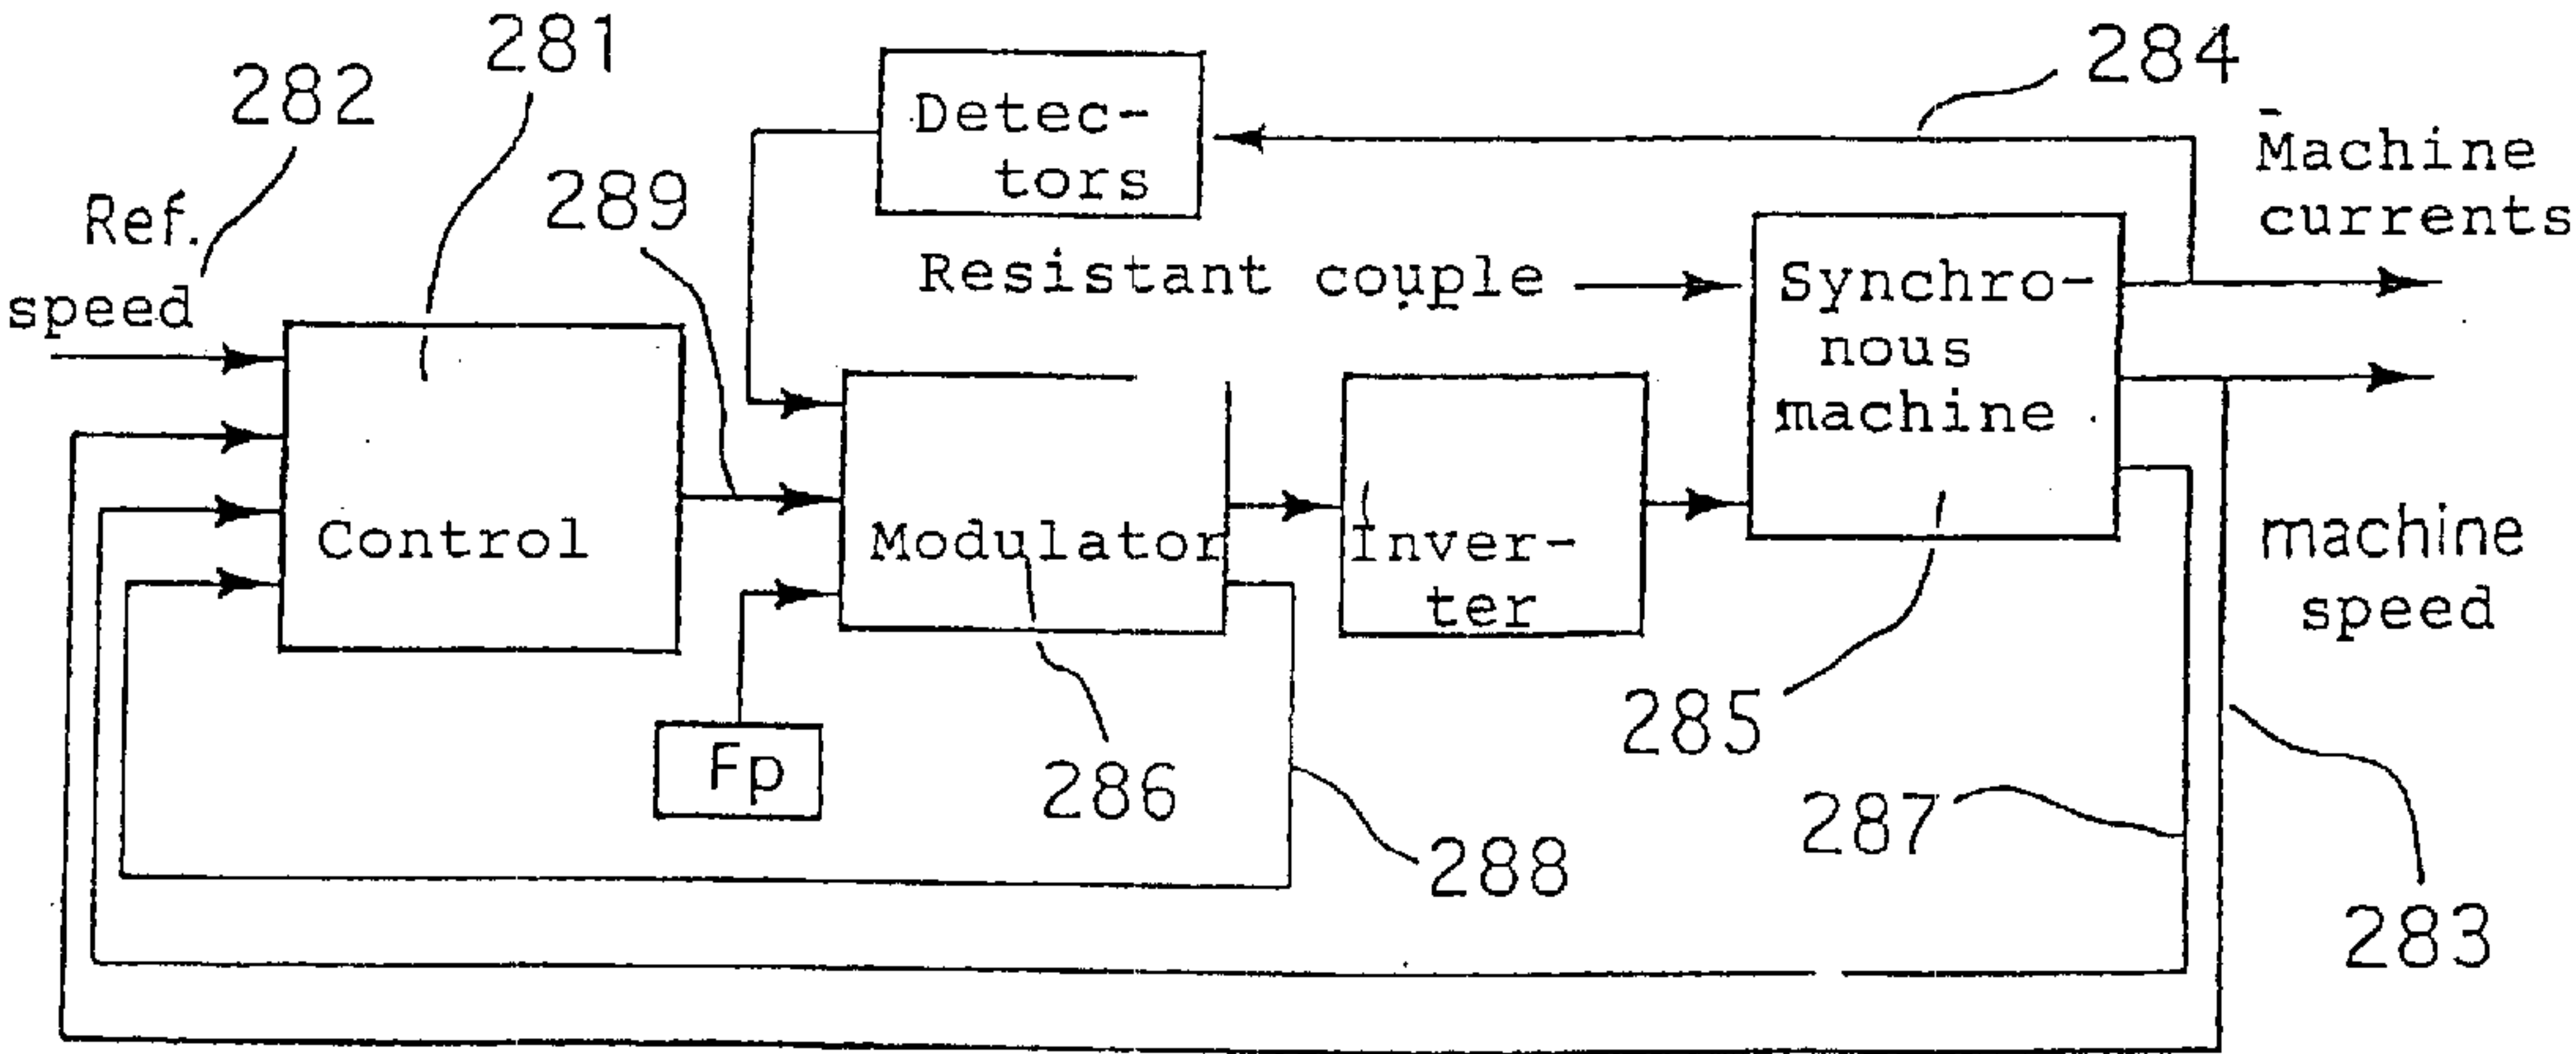 281
282
284
Detec-
tors
Machine
currents
Ref.
speed
289
Resistant couple
Synchro-
nous
machine
Control
Modulator
Inver-
ter
machine
speed
285
Fp
286
287
288
283